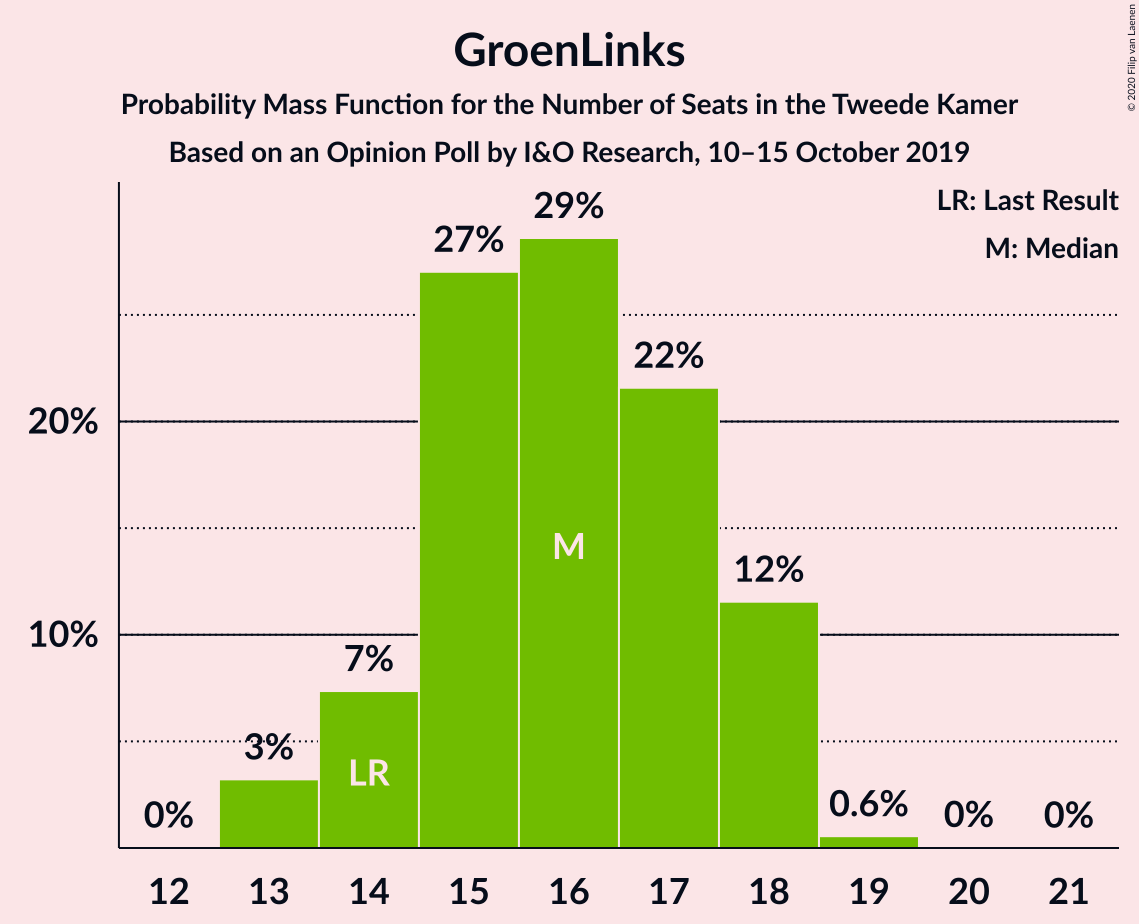 GroenLinks
Probability Mass Function for the Number of Seats in the Tweede Kamer
Based on an Opinion Poll by I&O Research, 10–15 October 2019
© 2020 Filip van Laenen
LR: Last Result
M: Median
29%
27%
22%
20%
M
12%
10%
7%
3%
LR
0%
0.6%
0%
0%
12 13 14 15 16 17 18 19 20 21